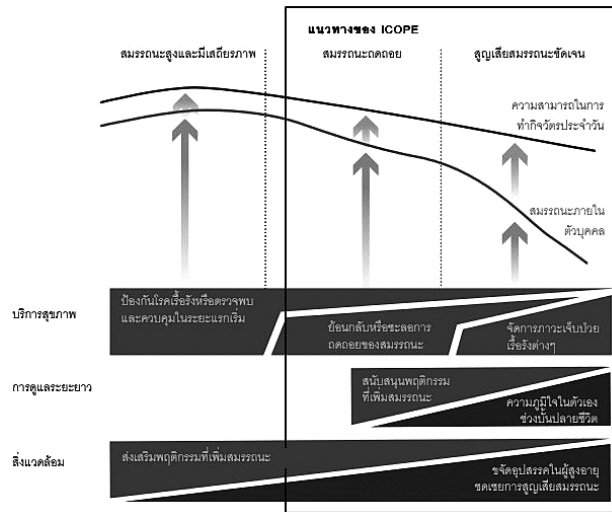 แนวทางของ ICOPE
สมรรถนะสูงและมีเสถียรภาพ
สมรรถนะถดถอย
สูญเสียสมรรถนะชัดเจน
ความสามารถในการ
ทำกิจวัตรประจำวัน
สมรรถนะภายใน
ตัวบุคคล
บริการสุขภาพ
ป้องกันโรคเรื้อรังหรือตรวจพบ
และควบคุมในระยะแรกเริ่ม
ย้อนกลับหรือชะลอการ
ถดถอยของสมรรถนะ
จัดการภาวะเจ็บป่วย
เรื้อรังต่างๆ
การดูแลระยะยาว
สนับสนุนพฤติกรรม
ที่เพิ่มสมรรถนะ
ความภูมิใจในตัวเอง
ช่วงบั้นปลายชีวิต
สิ่งแวดล้อม
ส่งเสริมพฤติกรรมที่เพิ่มสมรรถนะ
ขจัดอุปสรรคในผู้สูงอายุ
ชดเชยการสูญเสียสมรรถนะ